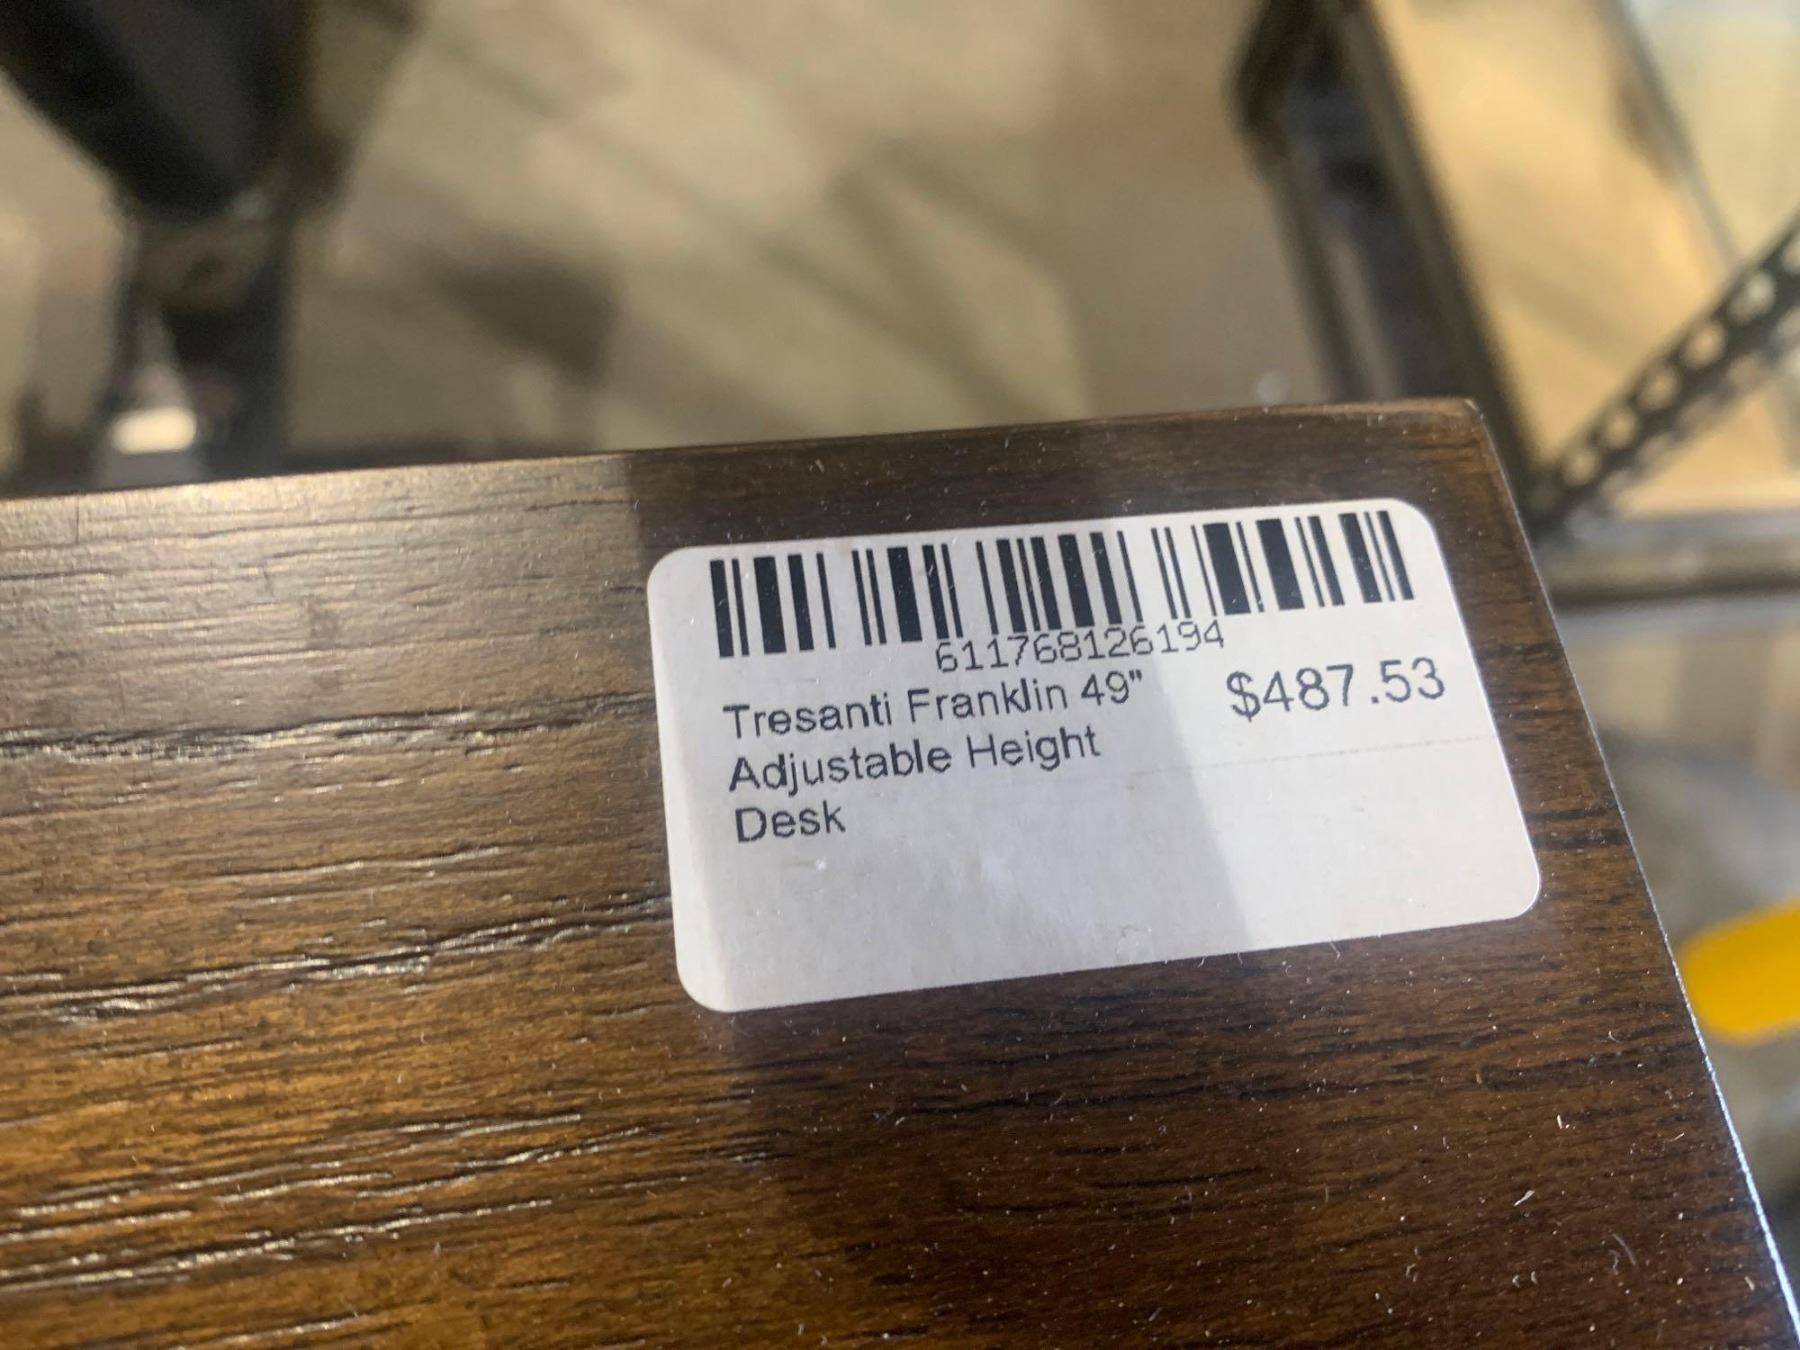 611768126194
Tresanti Franklin 49" $487.53
Adjustable Height
Desk